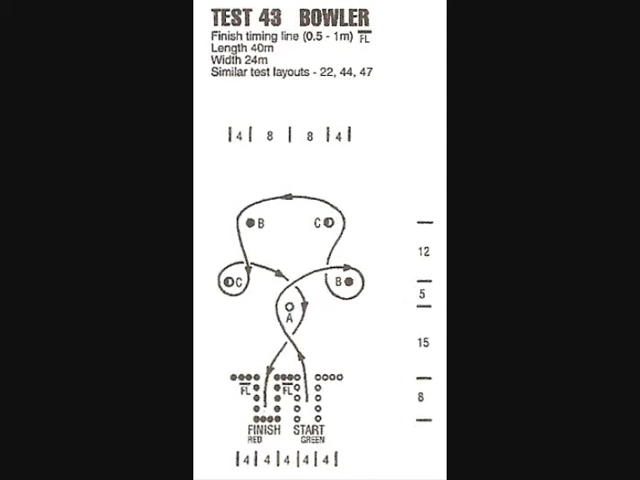 TEST 43 BOWLER
Finish timing line (0.5 - 1m) FL
Length 40m
Width 24m
Similar test layouts - 22, 44, 47
4 8 8 4
B C
12
C B
5
A
15
FL FL
8
FINISH START
RED GREEN
4 4 4 4 4